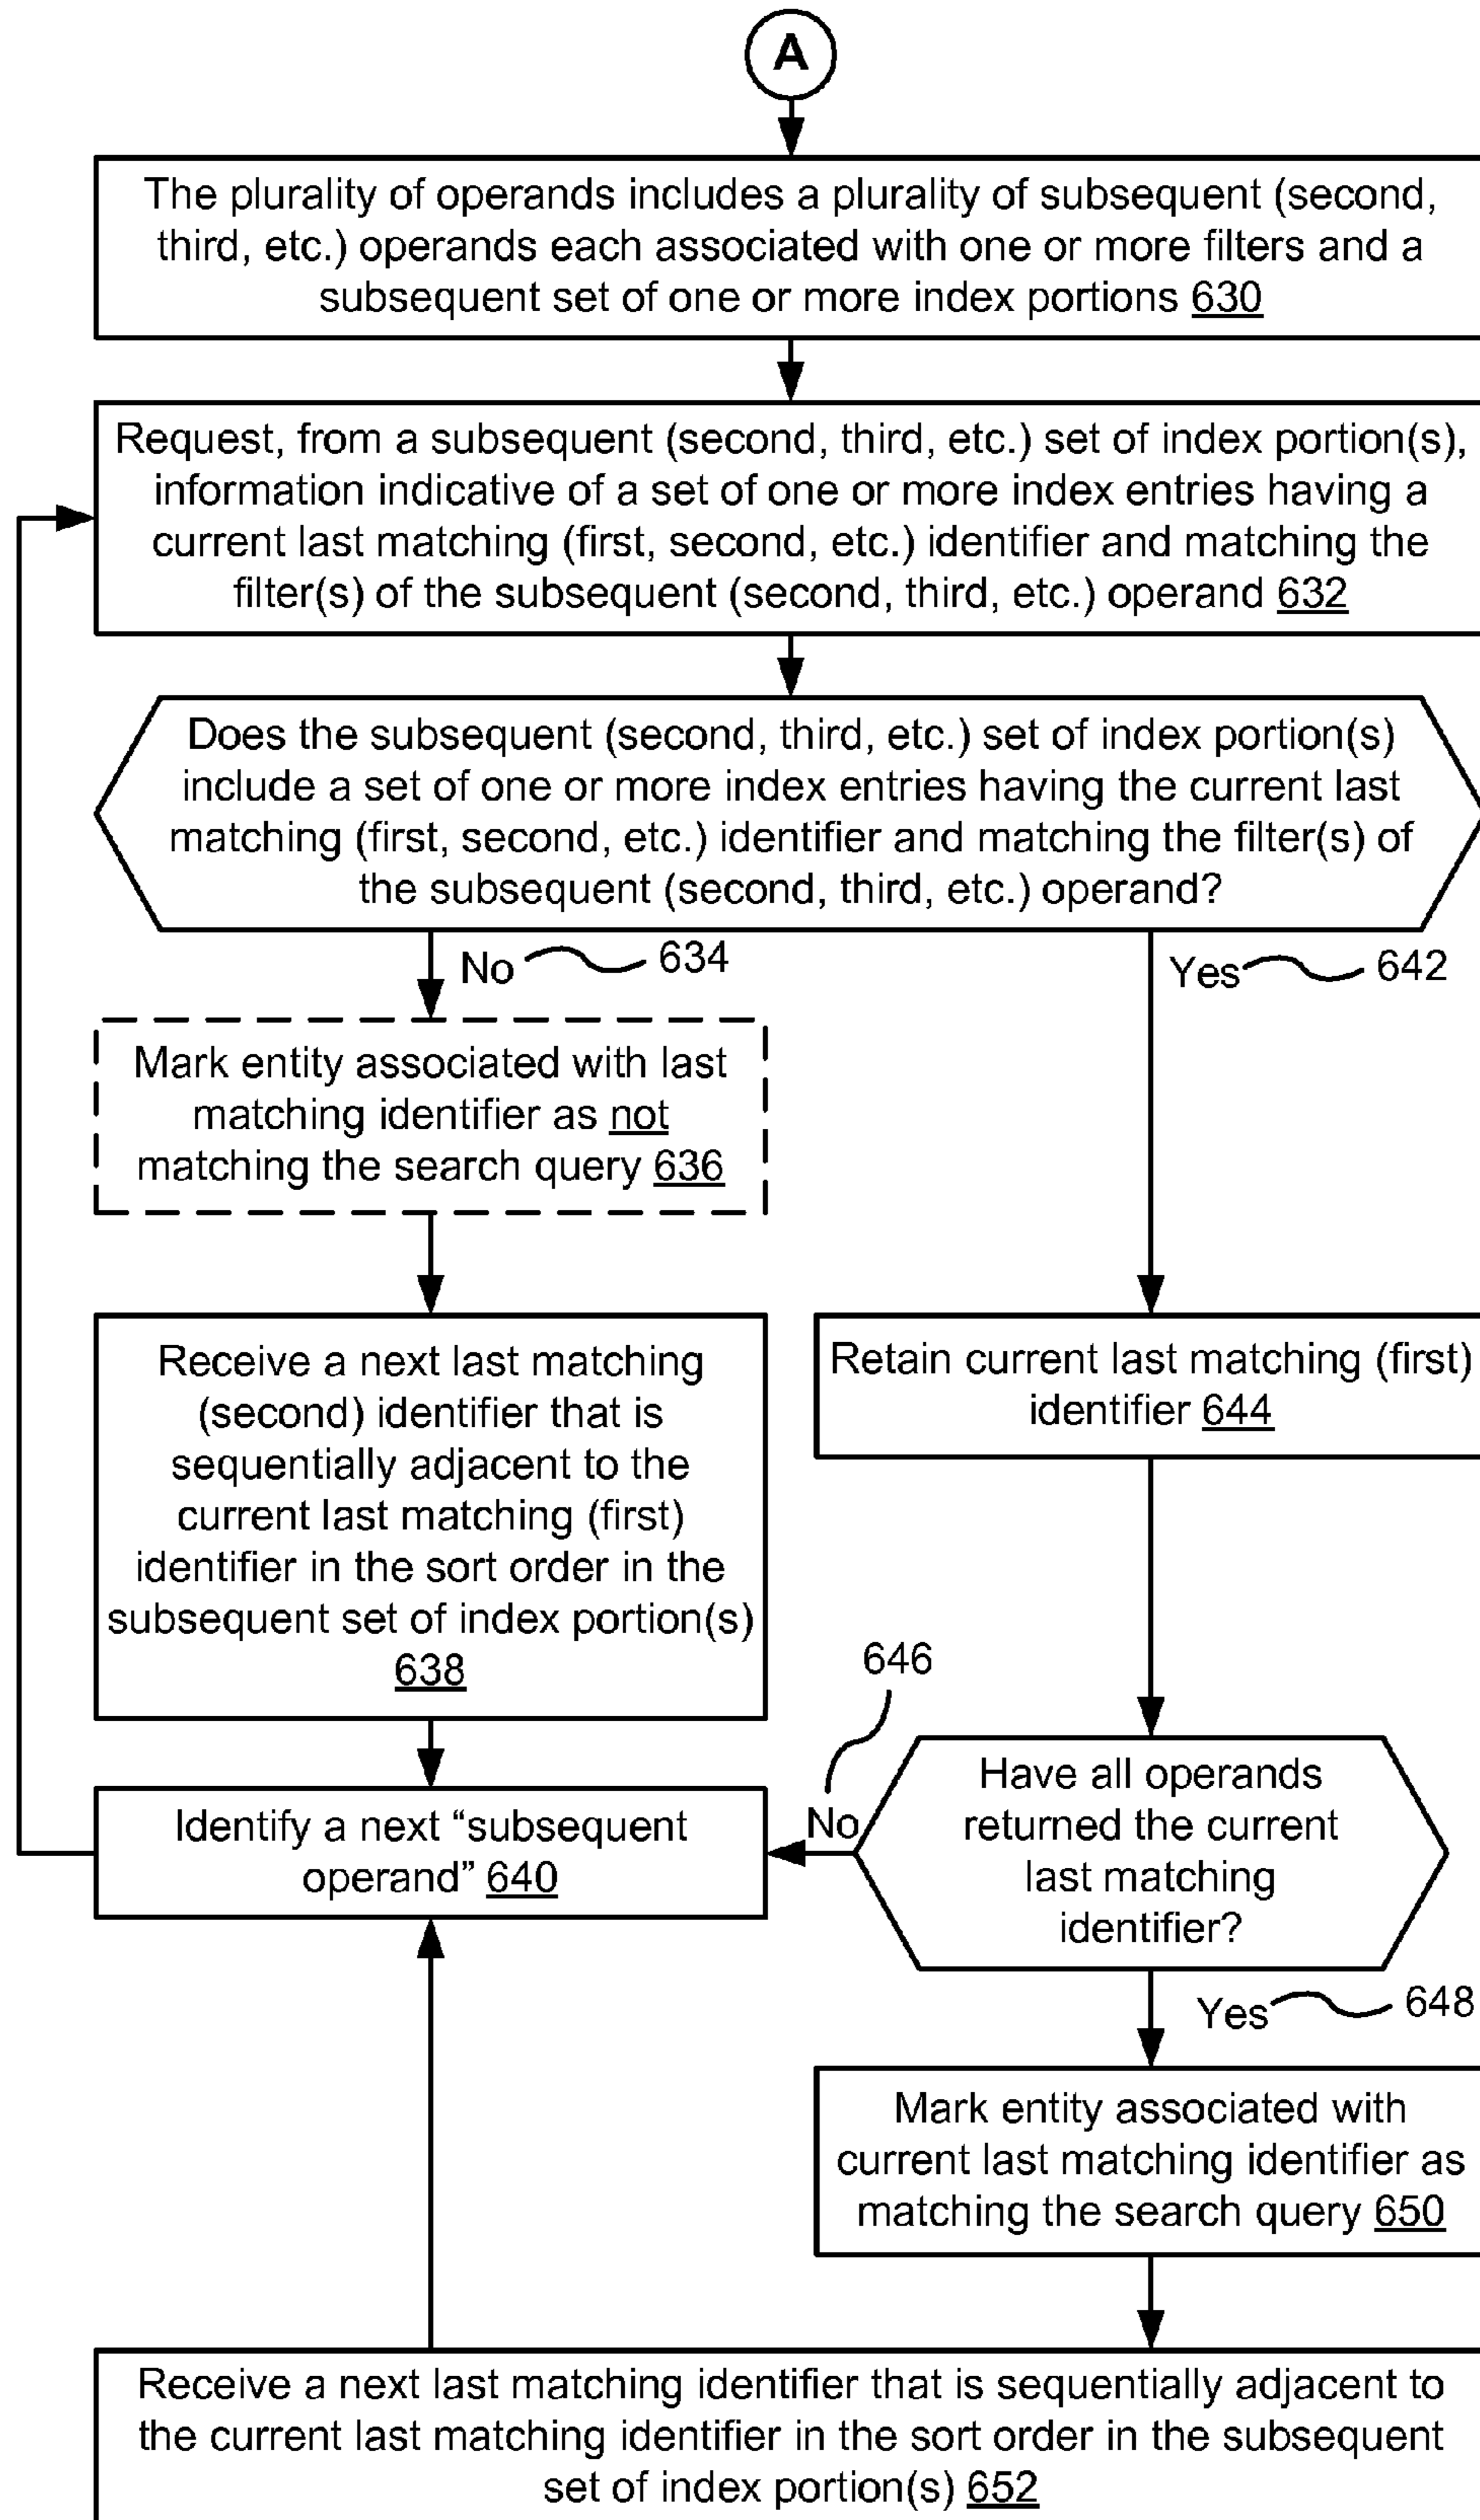 A
The plurality of operands includes a plurality of subsequent (second,
third, etc.) operands each associated with one or more filters and a
subsequent set of one or more index portions 630
Request, from a subsequent (second, third, etc.) set of index portion(s),
information indicative of a set of one or more index entries having a
current last matching (first, second, etc.) identifier and matching the
filter(s) of the subsequent (second, third, etc.) operand 632
Does the subsequent (second, third, etc.) set of index portion(s)
include a set of one or more index entries having the current last
matching (first, second, etc.) identifier and matching the filter(s) of
the subsequent (second, third, etc.) operand?
No 634
Yes 642
Mark entity associated with last
matching identifier as not
matching the search query 636
Receive a next last matching
(second) identifier that is
sequentially adjacent to the
current last matching (first)
identifier in the sort order in the
subsequent set of index portion(s)
638
Retain current last matching (first)
identifier 644
646
No
Identify a next “subsequent
operand” 640
Have all operands
returned the current
last matching
identifier?
Yes 648
Mark entity associated with
current last matching identifier as
matching the search query 650
Receive a next last matching identifier that is sequentially adjacent to
the current last matching identifier in the sort order in the subsequent
set of index portion(s) 652